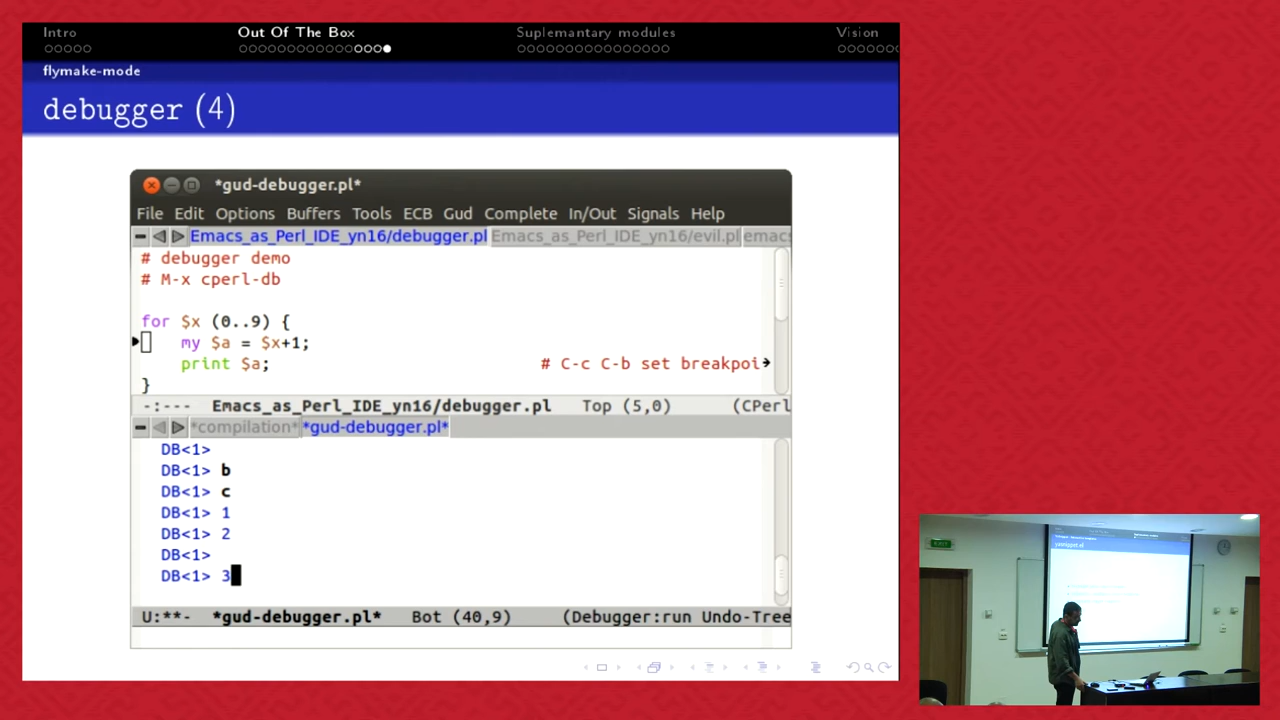 Intro
Out Of The Box
Suplemantary modules
Vision
flymake-mode
debugger (4)
*gud-debugger.pl*
File Edit Options Buffers Tools ECB Gud Complete In/Out Signals Help
Emacs_as_Perl_IDE_yn16/debugger.pl Emacs_as_Perl_IDE_yn16/evil.pl emacs
# debugger demo
# M-x cperl-db
for $x (0..9) {
my $a = $x+1;
print $a; # C-c C-b set breakpoi
}
-:--- Emacs_as_Perl_IDE_yn16/debugger.pl Top (5,0) (CPerl
*compilation* *gud-debugger.pl*
DB<1>
DB<1> b
DB<1> c
DB<1> 1
DB<1> 2
DB<1>
DB<1> 3
U:**- *gud-debugger.pl* Bot (40,9) (Debugger:run Undo-Tree